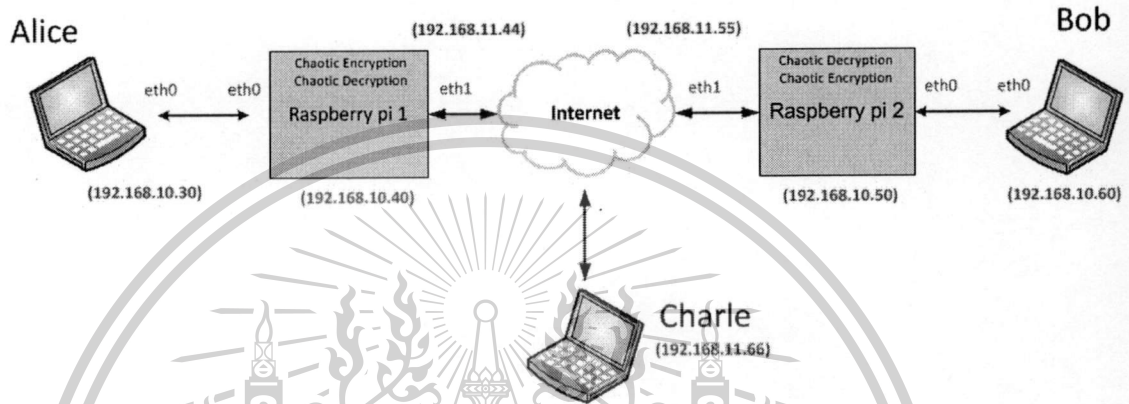 Alice
Bob
(192.168.11.44)
(192.168.11.55)
Chaotic Encryption
Chaotic Decryption
Raspberry pi 1
Chaotic Decryption
Chaotic Encryption
Raspberry pi 2
eth0
eth0
eth1
Internet
eth1
eth0
eth0
(192.168.10.30)
(192.168.10.40)
(192.168.10.50)
(192.168.10.60)
Charle
(192.168.11.66)